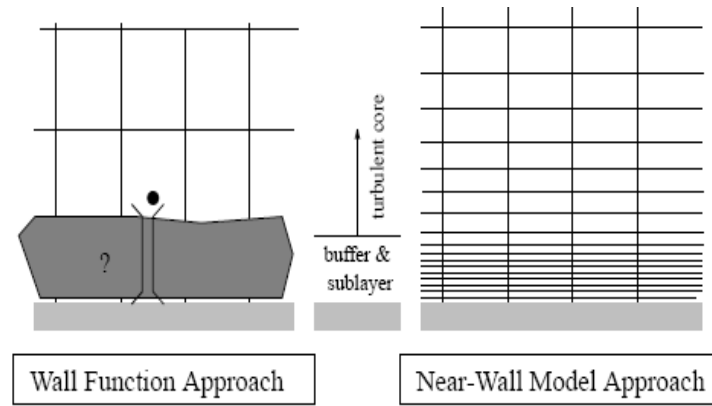 ?
turbulent core
buffer &
sublayer
Wall Function Approach
Near-Wall Model Approach